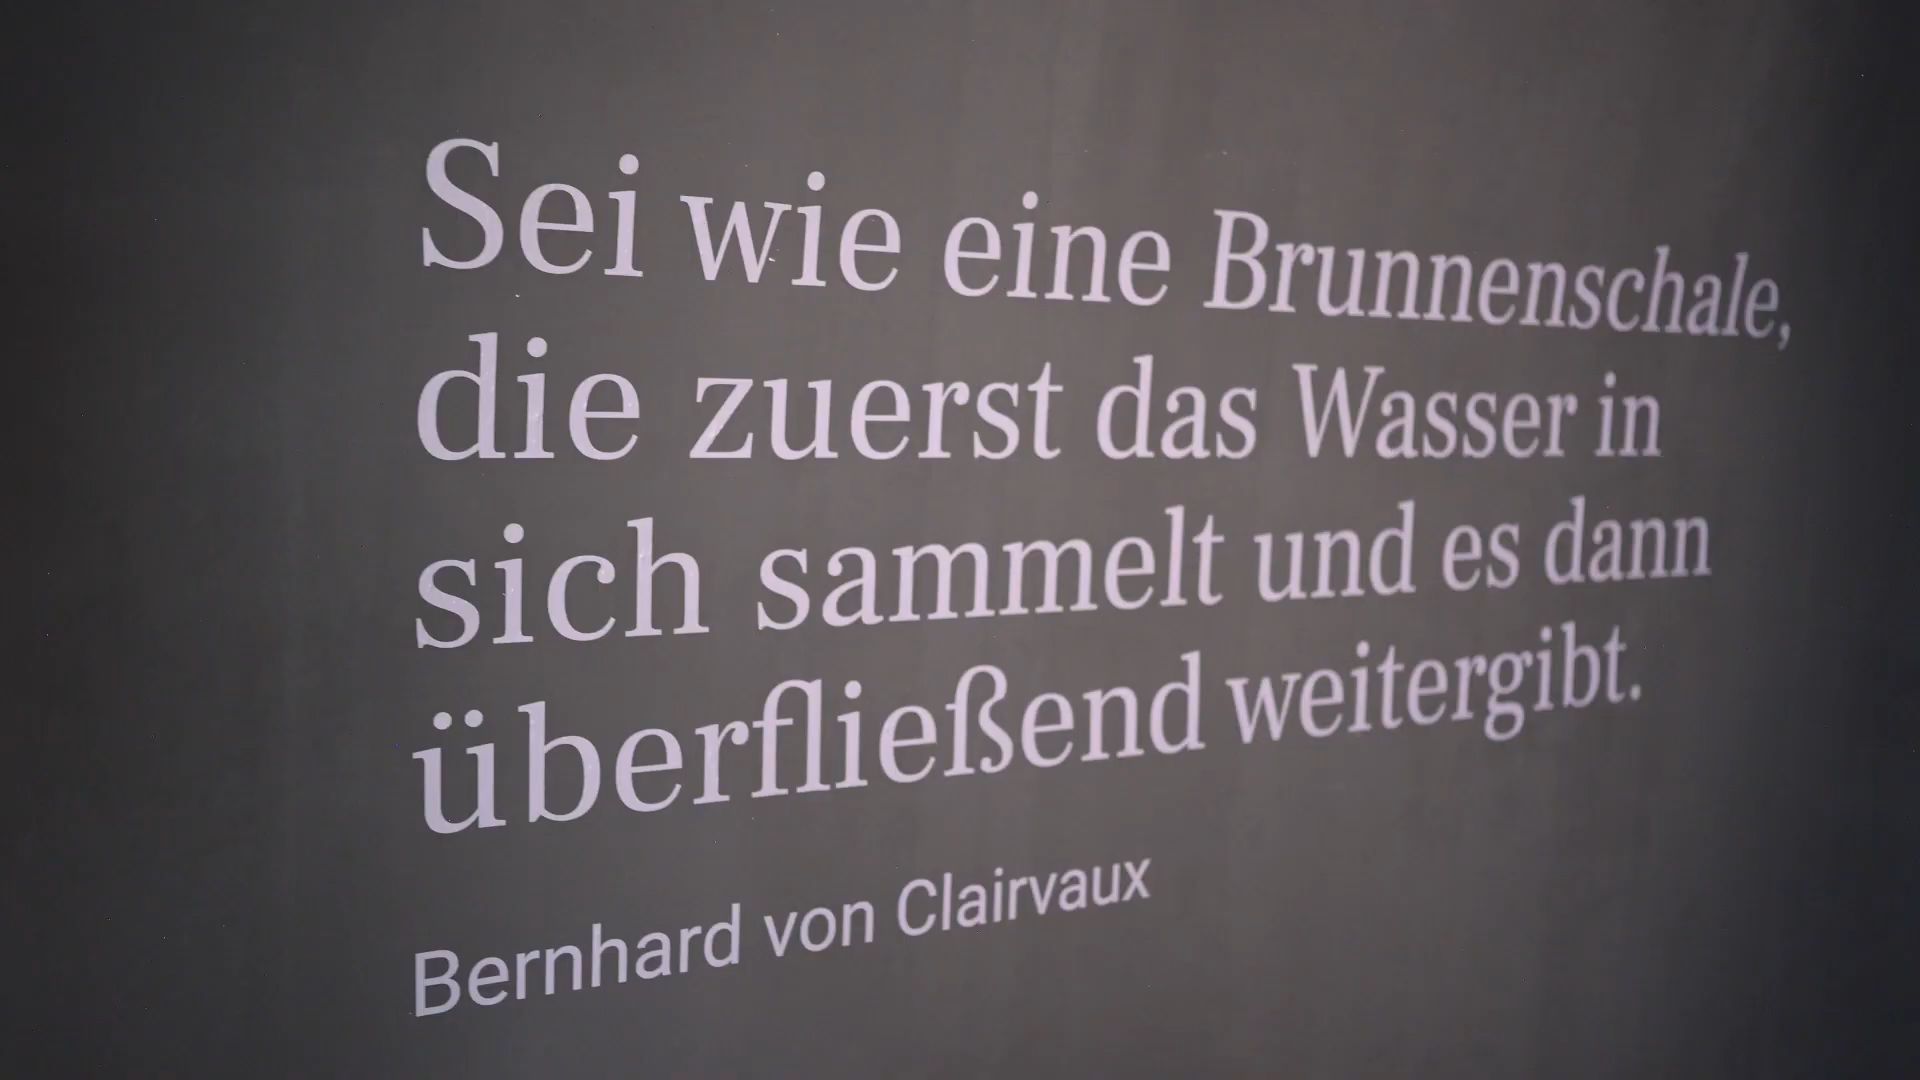 Sei wie eine Brunnenschale,
die zuerst das Wasser in
sich sammelt und es dann
überfließend weitergibt.
Bernhard von Clairvaux